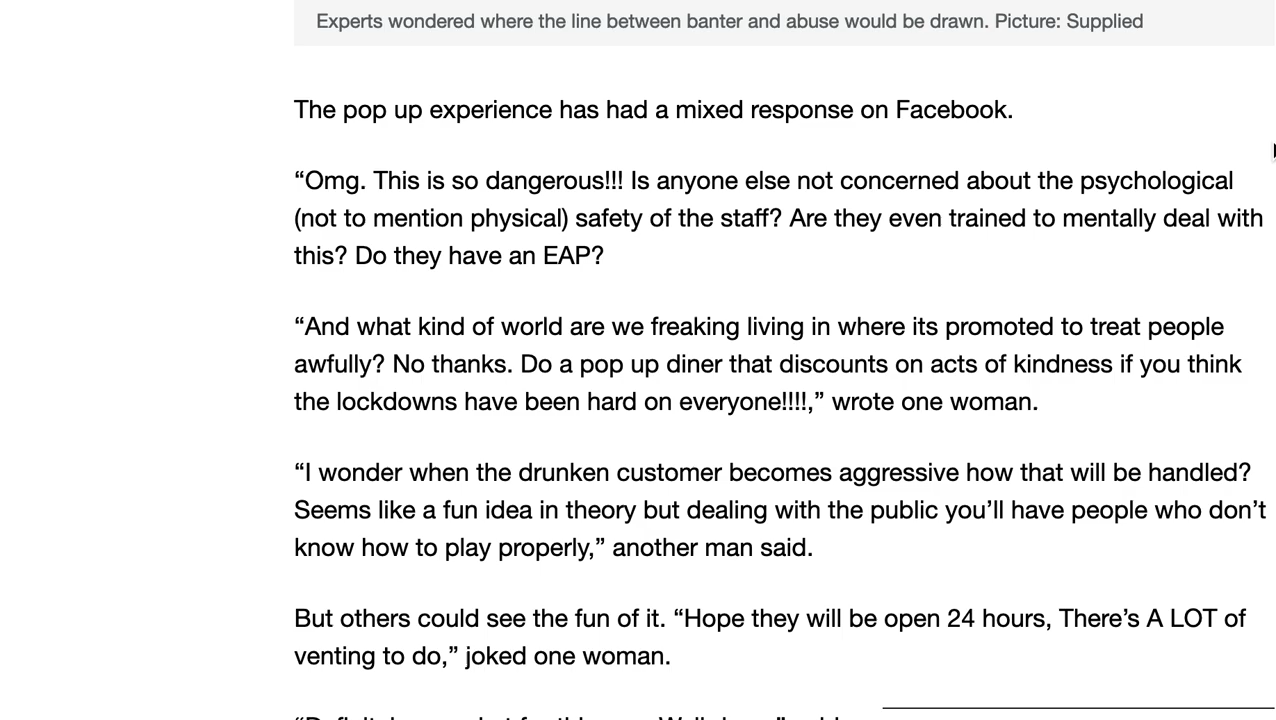 Experts wondered where the line between banter and abuse would be drawn. Picture: Supplied
The pop up experience has had a mixed response on Facebook.
“Omg. This is so dangerous!!! Is anyone else not concerned about the psychological
(not to mention physical) safety of the staff? Are they even trained to mentally deal with
this? Do they have an EAP?
“And what kind of world are we freaking living in where its promoted to treat people
awfully? No thanks. Do a pop up diner that discounts on acts of kindness if you think
the lockdowns have been hard on everyone!!!!,” wrote one woman.
“I wonder when the drunken customer becomes aggressive how that will be handled?
Seems like a fun idea in theory but dealing with the public you’ll have people who don’t
know how to play properly,” another man said.
But others could see the fun of it. “Hope they will be open 24 hours, There’s A LOT of
venting to do,” joked one woman.